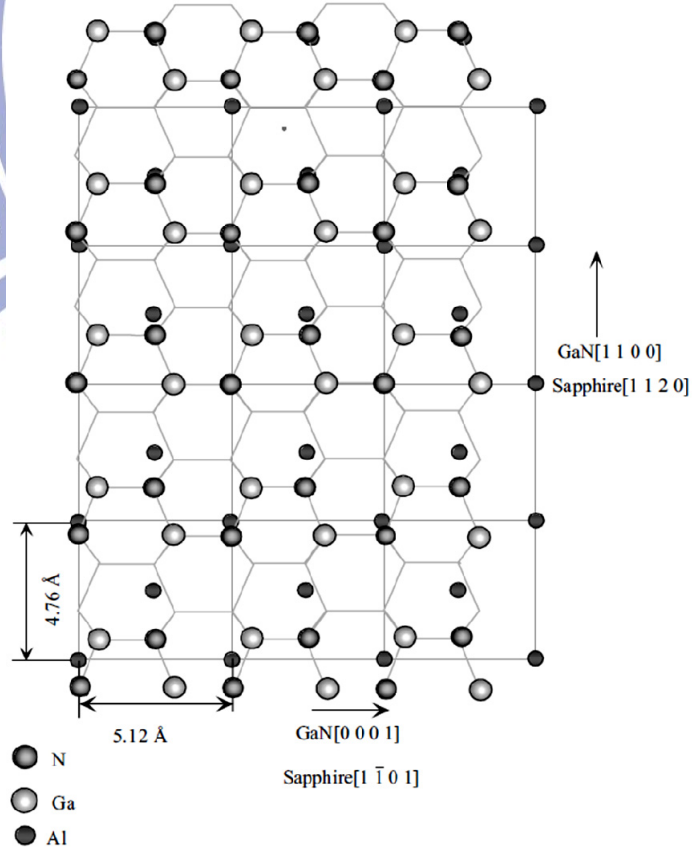 GaN[1 1 0 0]
Sapphire[1 1 2 0]
4.76 Å
5.12 Å
GaN[0 0 0 1]
Sapphire[1 1̅ 0 1]
N
Ga
Al